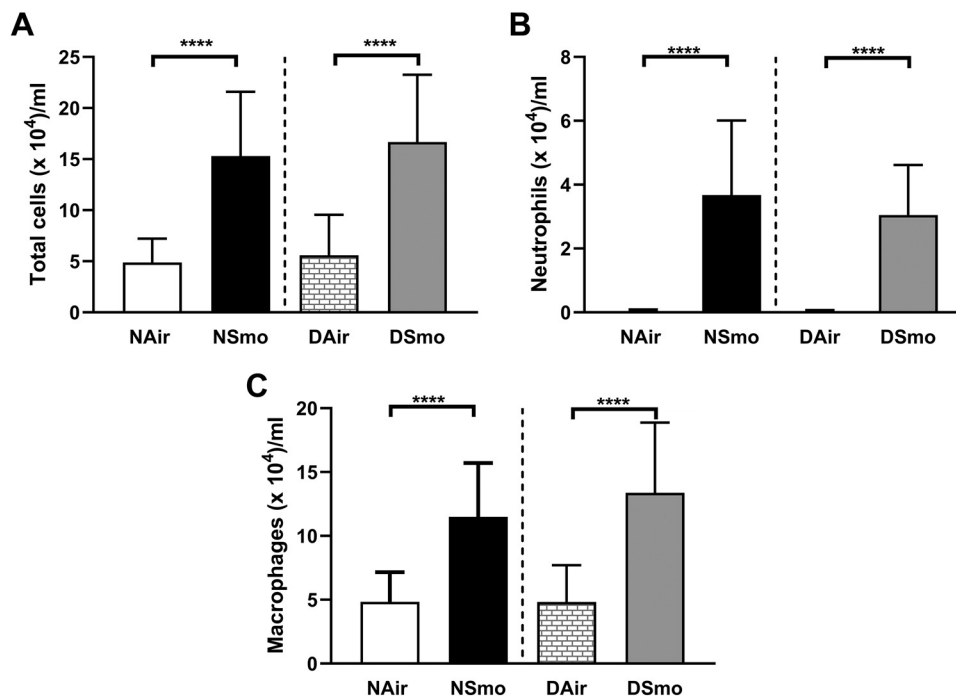 A
Total cells (x 10⁴)/ml
25
20
15
10
5
0
****
****
NAir NSmo DAir DSmo
B
Neutrophils (x 10⁴)/ml
8
6
4
2
0
****
****
NAir NSmo DAir DSmo
C
Macrophages (x 10⁴)/ml
20
15
10
5
0
****
****
NAir NSmo DAir DSmo